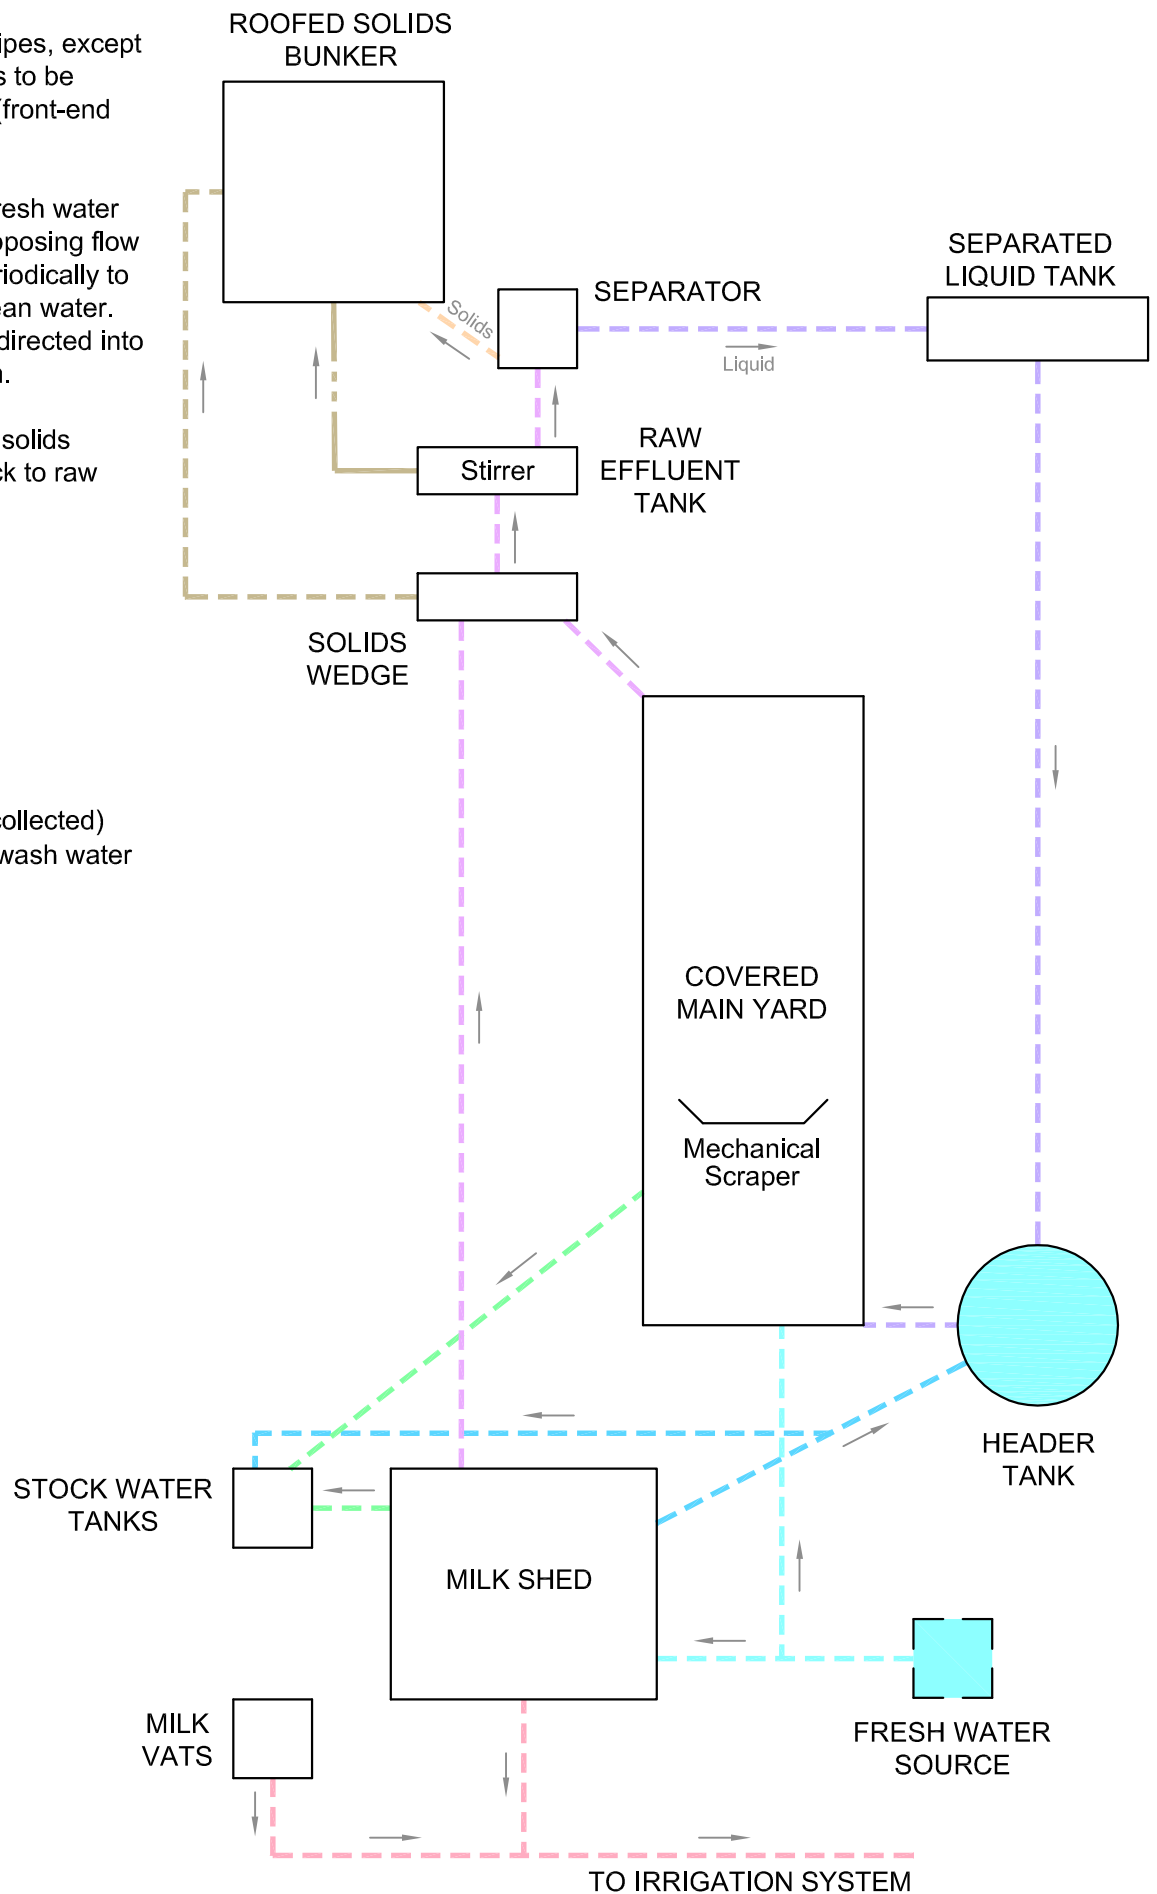 ipes, except
s to be
(front-end
resh water
pposing flow
riodically to
ean water.
directed into
n.
solids
ck to raw
collected)
wash water
ROOFED SOLIDS
BUNKER
Solids
SEPARATOR
Liquid
SEPARATED
LIQUID TANK
Stirrer
RAW
EFFLUENT
TANK
SOLIDS
WEDGE
COVERED
MAIN YARD
Mechanical
Scraper
HEADER
TANK
STOCK WATER
TANKS
MILK SHED
MILK
VATS
FRESH WATER
SOURCE
TO IRRIGATION SYSTEM